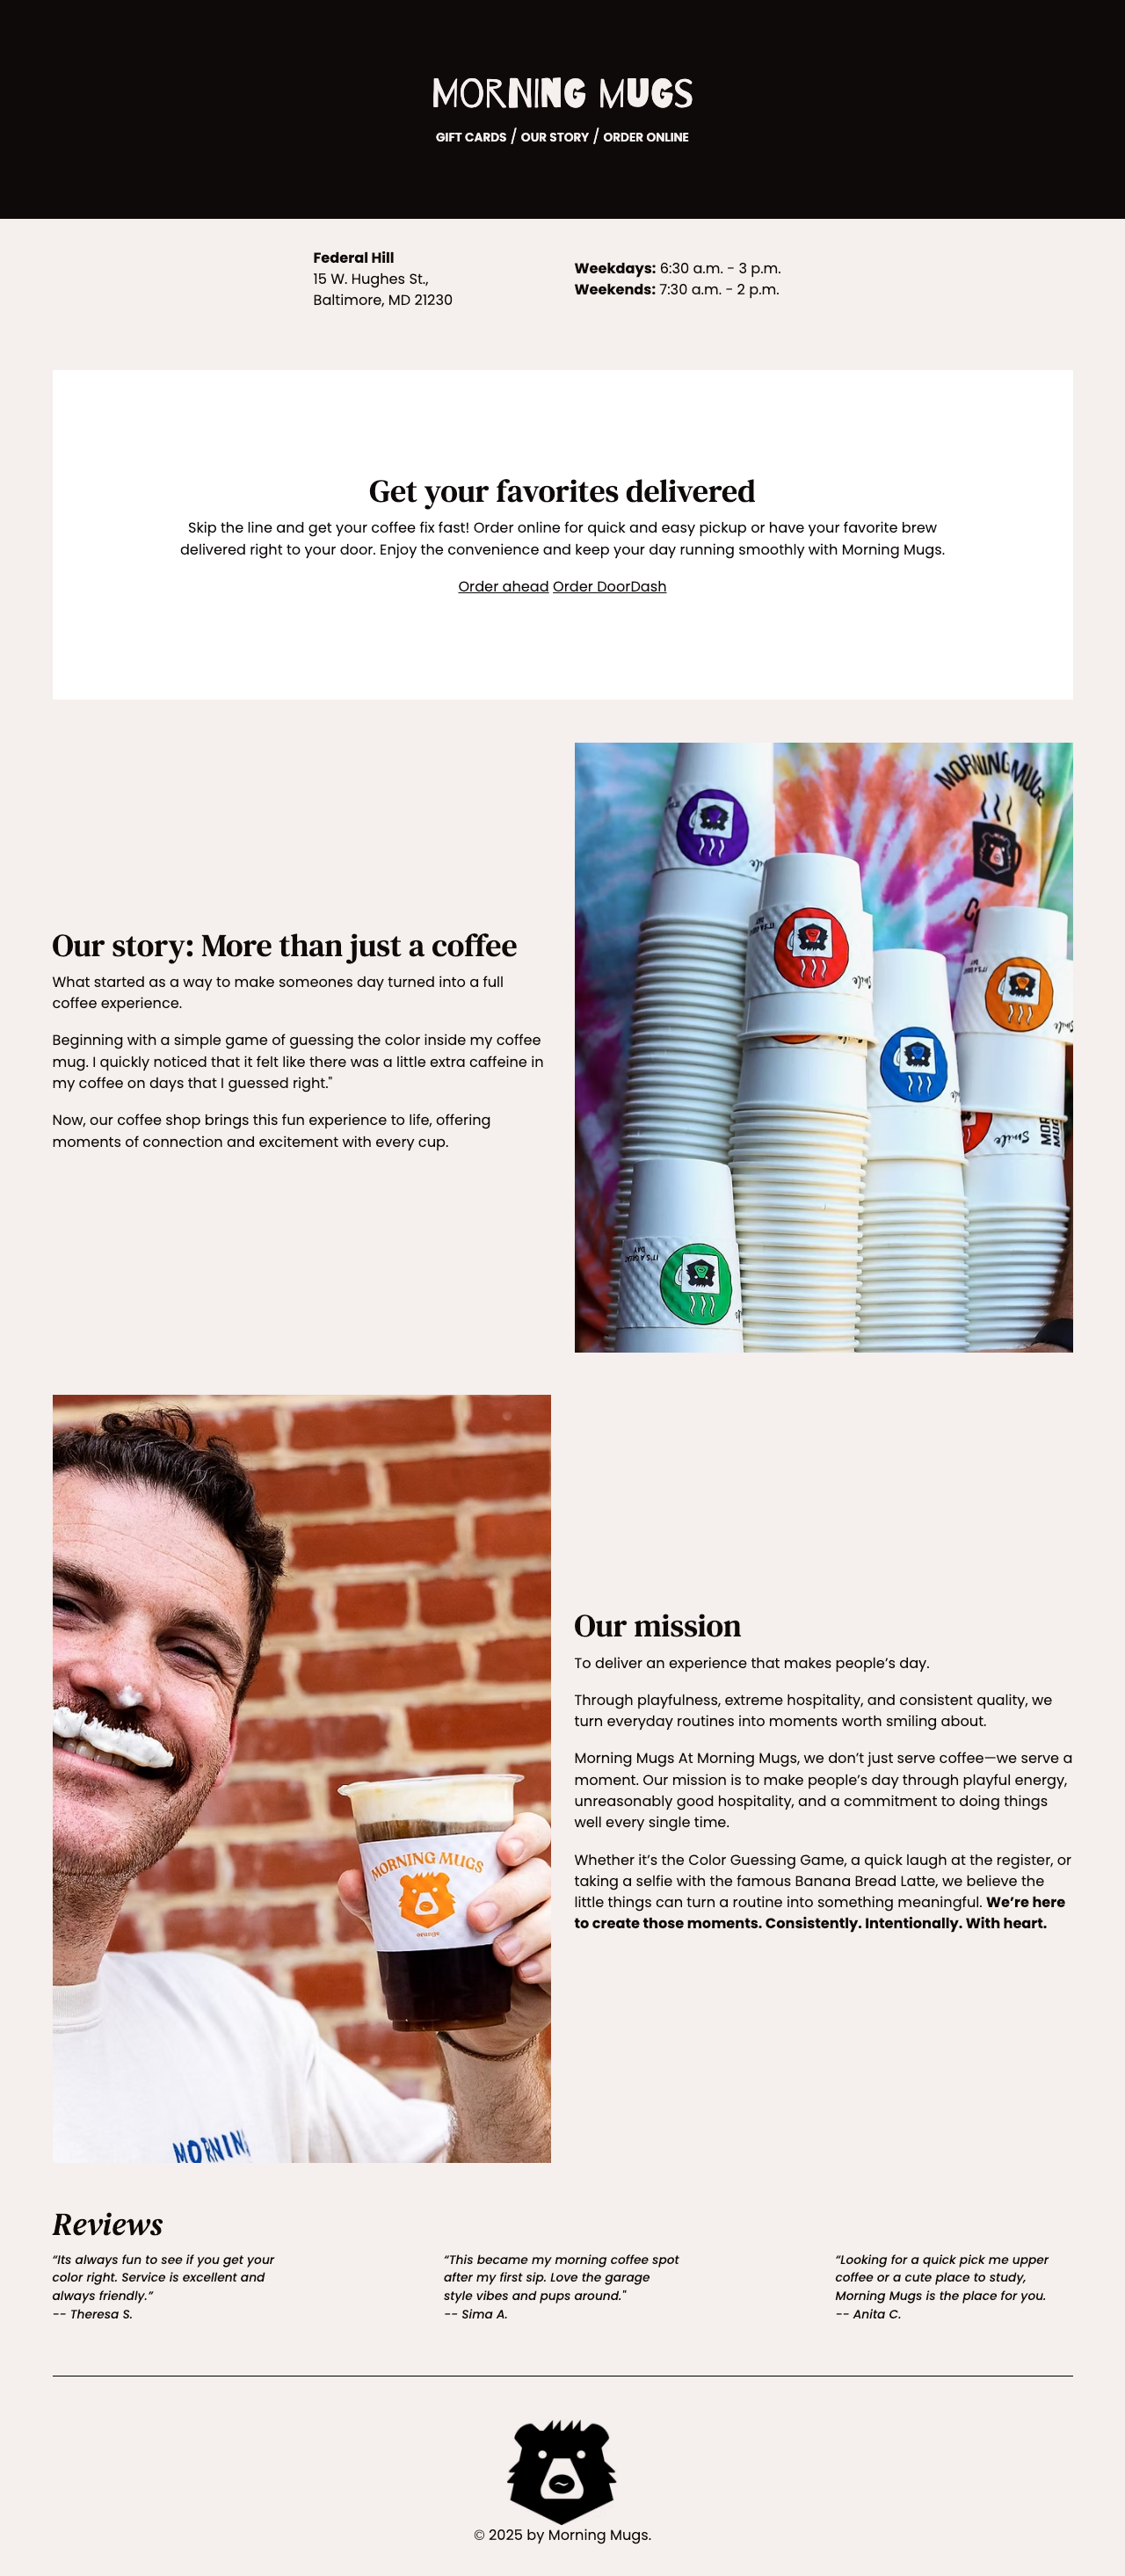 MORNING MUGS
GIFT CARDS / OUR STORY / ORDER ONLINE
Federal Hill
15 W. Hughes St.,
Baltimore, MD 21230
Weekdays: 6:30 a.m. - 3 p.m.
Weekends: 7:30 a.m. - 2 p.m.
Get your favorites delivered
Skip the line and get your coffee fix fast! Order online for quick and easy pickup or have your favorite brew
delivered right to your door. Enjoy the convenience and keep your day running smoothly with Morning Mugs.
Order ahead Order DoorDash
Our story: More than just a coffee
What started as a way to make someones day turned into a full
coffee experience.
Beginning with a simple game of guessing the color inside my coffee
mug. I quickly noticed that it felt like there was a little extra caffeine in
my coffee on days that I guessed right."
Now, our coffee shop brings this fun experience to life, offering
moments of connection and excitement with every cup.
MORNING MUGS
Smile
IT'S A GREAT DAY
MORNING MUGS
orange
MORNIN
Our mission
To deliver an experience that makes people’s day.
Through playfulness, extreme hospitality, and consistent quality, we
turn everyday routines into moments worth smiling about.
Morning Mugs At Morning Mugs, we don’t just serve coffee—we serve a
moment. Our mission is to make people’s day through playful energy,
unreasonably good hospitality, and a commitment to doing things
well every single time.
Whether it’s the Color Guessing Game, a quick laugh at the register, or
taking a selfie with the famous Banana Bread Latte, we believe the
little things can turn a routine into something meaningful. We’re here
to create those moments. Consistently. Intentionally. With heart.
Reviews
“Its always fun to see if you get your
color right. Service is excellent and
always friendly.”
-- Theresa S.
“This became my morning coffee spot
after my first sip. Love the garage
style vibes and pups around."
-- Sima A.
“Looking for a quick pick me upper
coffee or a cute place to study,
Morning Mugs is the place for you.
-- Anita C.
© 2025 by Morning Mugs.